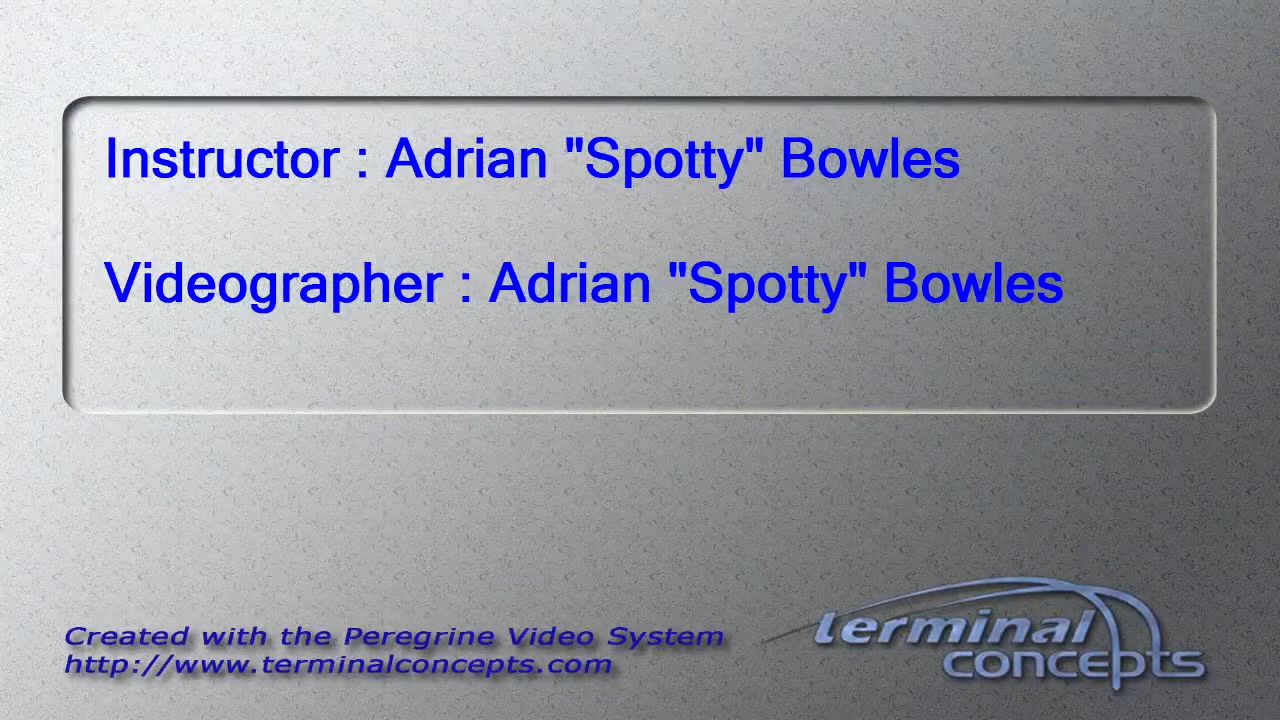 Instructor : Adrian "Spotty" Bowles
Videographer : Adrian "Spotty" Bowles
Created with the Peregrine Video System
http://www.terminalconcepts.com
terminal
concepts